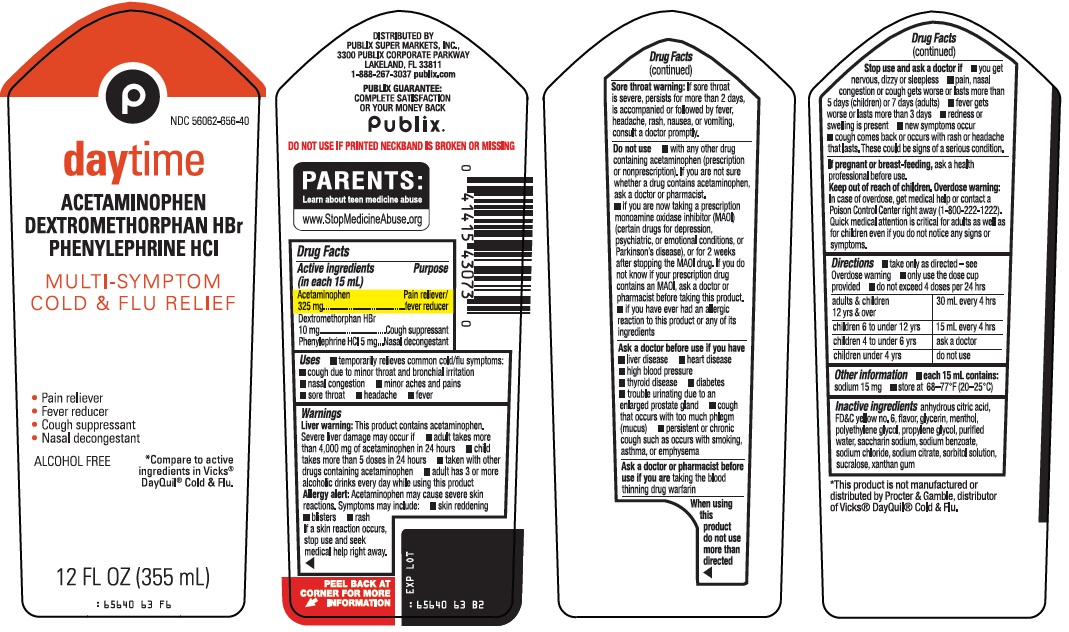 P
NDC 56062-656-40
daytime
ACETAMINOPHEN
DEXTROMETHORPHAN HBr
PHENYLEPHRINE HCl
MULTI-SYMPTOM
COLD & FLU RELIEF
• Pain reliever
• Fever reducer
• Cough suppressant
• Nasal decongestant
ALCOHOL FREE
*Compare to active
ingredients in Vicks®
DayQuil® Cold & Flu.
12 FL OZ (355 mL)
: 65640 63 F6
DISTRIBUTED BY
PUBLIX SUPER MARKETS, INC.,
3300 PUBLIX CORPORATE PARKWAY
LAKELAND, FL 33811
1-888-267-3037 publix.com
PUBLIX GUARANTEE:
COMPLETE SATISFACTION
OR YOUR MONEY BACK
Publix.
DO NOT USE IF PRINTED NECKBAND IS BROKEN OR MISSING
PARENTS:
Learn about teen medicine abuse
www.StopMedicineAbuse.org
0 41415 43073 0
Drug Facts
Active ingredients Purpose
(in each 15 mL)
Acetaminophen Pain reliever/
325 mg.....................fever reducer
Dextromethorphan HBr
10 mg.................Cough suppressant
Phenylephrine HCl 5 mg...Nasal decongestant
Uses ■ temporarily relieves common cold/flu symptoms:
■ cough due to minor throat and bronchial irritation
■ nasal congestion ■ minor aches and pains
■ sore throat ■ headache ■ fever
Warnings
Liver warning: This product contains acetaminophen.
Severe liver damage may occur if ■ adult takes more
than 4,000 mg of acetaminophen in 24 hours ■ child
takes more than 5 doses in 24 hours ■ taken with other
drugs containing acetaminophen ■ adult has 3 or more
alcoholic drinks every day while using this product
Allergy alert: Acetaminophen may cause severe skin
reactions. Symptoms may include: ■ skin reddening
■ blisters ■ rash
If a skin reaction occurs,
stop use and seek
medical help right away.
PEEL BACK AT
CORNER FOR MORE
INFORMATION
EXP LOT
: 65640 63 B2
Drug Facts
(continued)
Sore throat warning: If sore throat
is severe, persists for more than 2 days,
is accompanied or followed by fever,
headache, rash, nausea, or vomiting,
consult a doctor promptly.
Do not use ■ with any other drug
containing acetaminophen (prescription
or nonprescription). If you are not sure
whether a drug contains acetaminophen,
ask a doctor or pharmacist.
■ if you are now taking a prescription
monoamine oxidase inhibitor (MAOI)
(certain drugs for depression,
psychiatric, or emotional conditions, or
Parkinson's disease), or for 2 weeks
after stopping the MAOI drug. If you do
not know if your prescription drug
contains an MAOI, ask a doctor or
pharmacist before taking this product.
■ if you have ever had an allergic
reaction to this product or any of its
ingredients
Ask a doctor before use if you have
■ liver disease ■ heart disease
■ high blood pressure
■ thyroid disease ■ diabetes
■ trouble urinating due to an
enlarged prostate gland ■ cough
that occurs with too much phlegm
(mucus) ■ persistent or chronic
cough such as occurs with smoking,
asthma, or emphysema
Ask a doctor or pharmacist before
use if you are taking the blood
thinning drug warfarin
When using
this
product
do not use
more than
directed
Drug Facts
(continued)
Stop use and ask a doctor if ■ you get
nervous, dizzy or sleepless ■ pain, nasal
congestion or cough gets worse or lasts more than
5 days (children) or 7 days (adults) ■ fever gets
worse or lasts more than 3 days ■ redness or
swelling is present ■ new symptoms occur
■ cough comes back or occurs with rash or headache
that lasts. These could be signs of a serious condition.
If pregnant or breast-feeding, ask a health
professional before use.
Keep out of reach of children. Overdose warning:
In case of overdose, get medical help or contact a
Poison Control Center right away (1-800-222-1222).
Quick medical attention is critical for adults as well as
for children even if you do not notice any signs or
symptoms.
Directions ■ take only as directed – see
Overdose warning ■ only use the dose cup
provided ■ do not exceed 4 doses per 24 hrs
adults & children 30 mL every 4 hrs
12 yrs & over
children 6 to under 12 yrs 15 mL every 4 hrs
children 4 to under 6 yrs ask a doctor
children under 4 yrs do not use
Other information ■ each 15 mL contains:
sodium 15 mg ■ store at 68–77°F (20–25°C)
Inactive ingredients anhydrous citric acid,
FD&C yellow no. 6, flavor, glycerin, menthol,
polyethylene glycol, propylene glycol, purified
water, saccharin sodium, sodium benzoate,
sodium chloride, sodium citrate, sorbitol solution,
sucralose, xanthan gum
*This product is not manufactured or
distributed by Procter & Gamble, distributor
of Vicks® DayQuil® Cold & Flu.